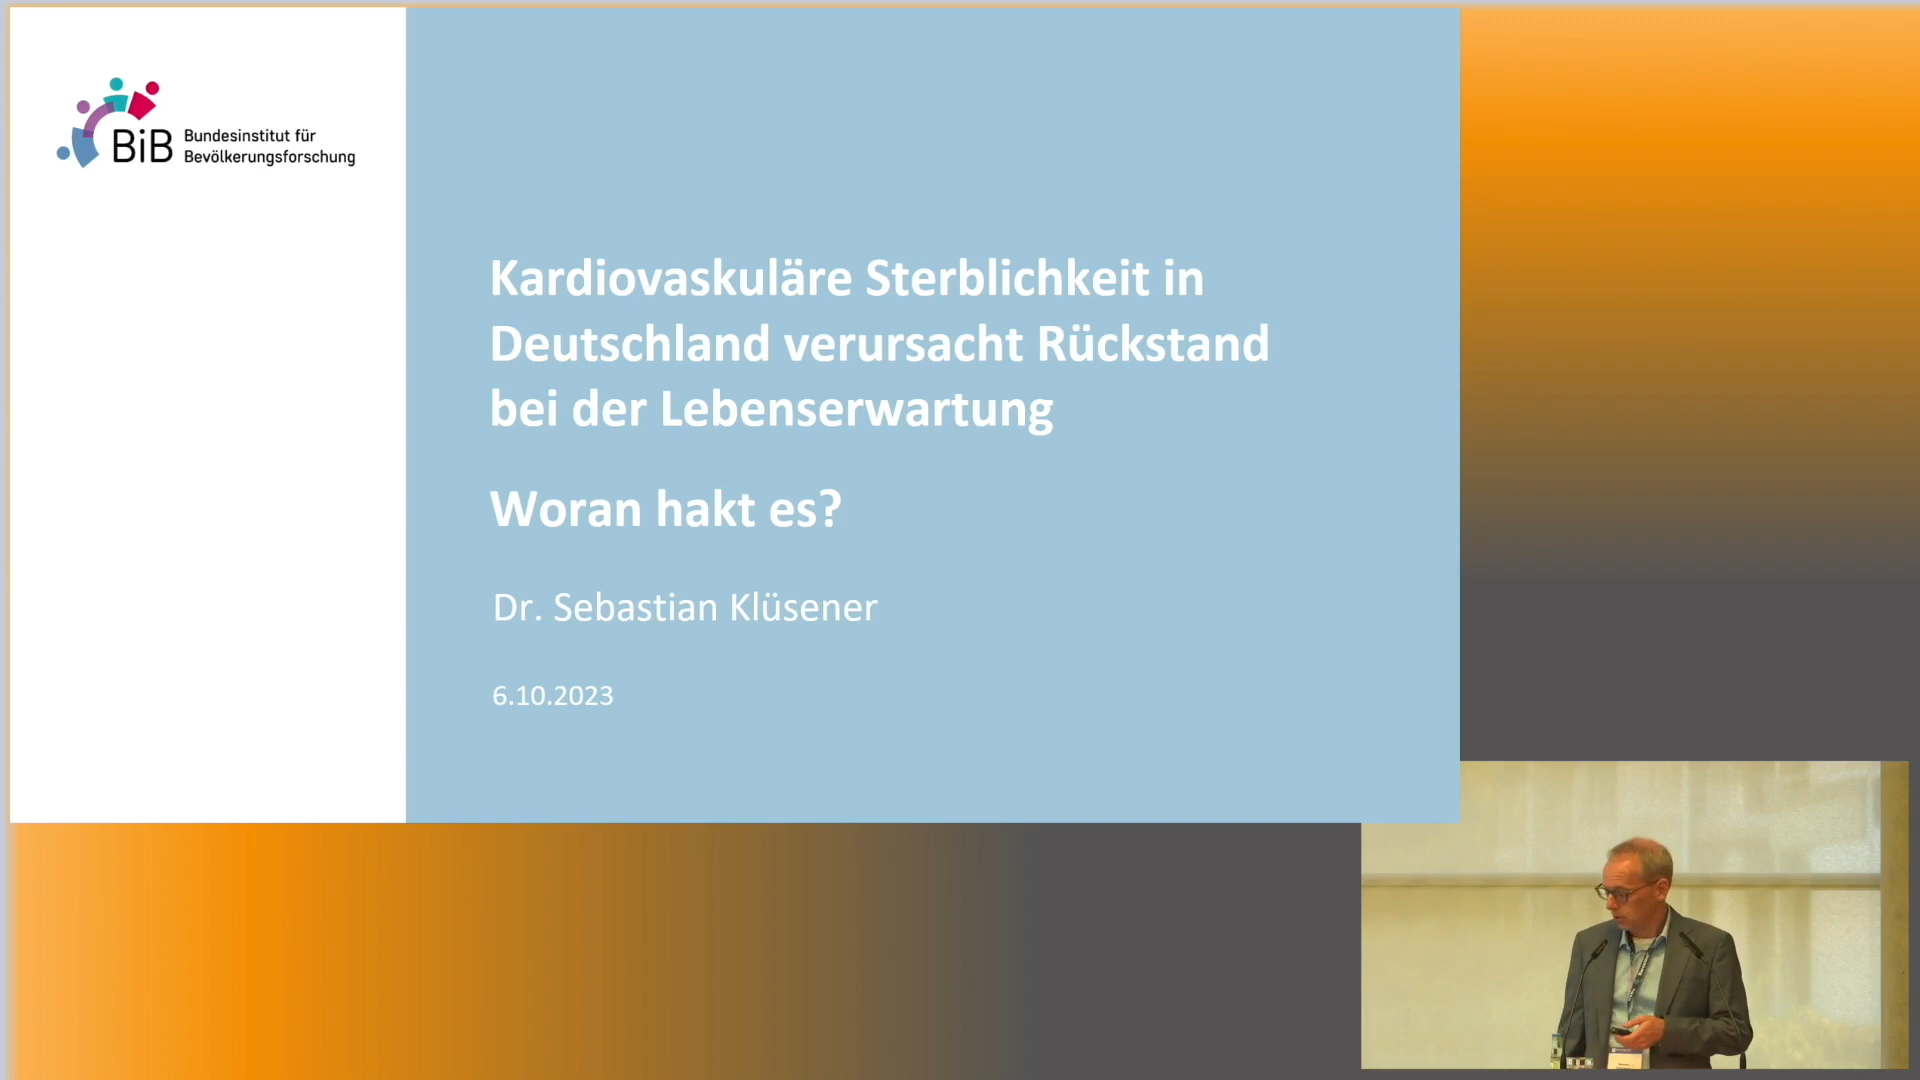 BiB
Bundesinstitut für
Bevölkerungsforschung
Kardiovaskuläre Sterblichkeit in
Deutschland verursacht Rückstand
bei der Lebenserwartung
Woran hakt es?
Dr. Sebastian Klüsener
6.10.2023